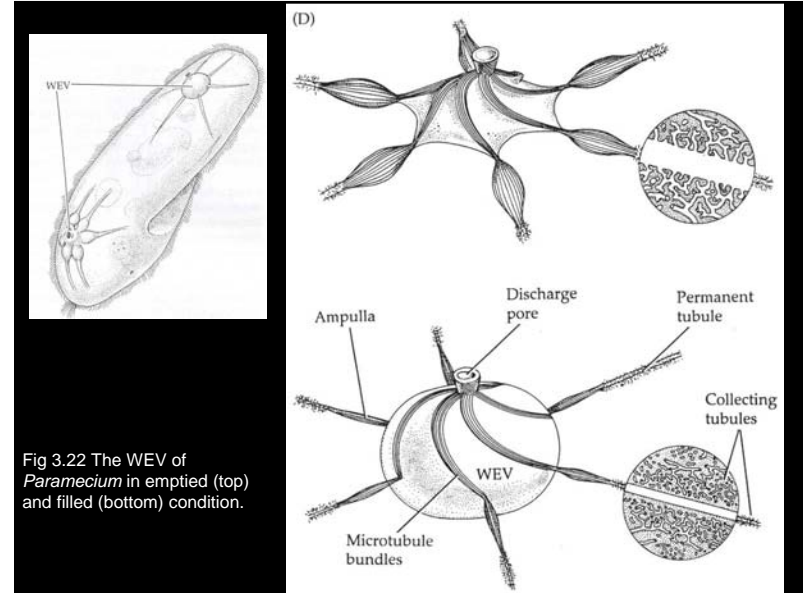 WEV
Fig 3.22 The WEV of
Paramecium in emptied (top)
and filled (bottom) condition.
(D)
Discharge
pore
Permanent
tubule
Ampulla
Collecting
tubules
WEV
Microtubule
bundles